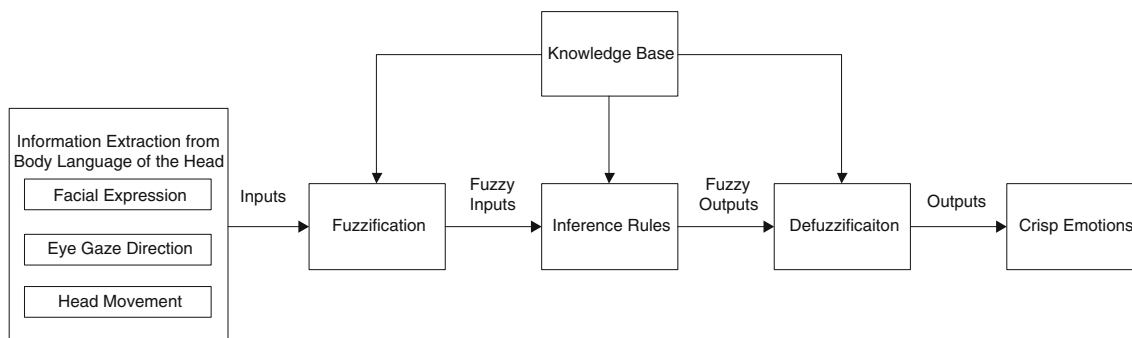 Knowledge Base
Information Extraction from
Body Language of the Head
Facial Expression
Eye Gaze Direction
Head Movement
Inputs
Fuzzification
Fuzzy
Inputs
Inference Rules
Fuzzy
Outputs
Defuzzificaiton
Outputs
Crisp Emotions